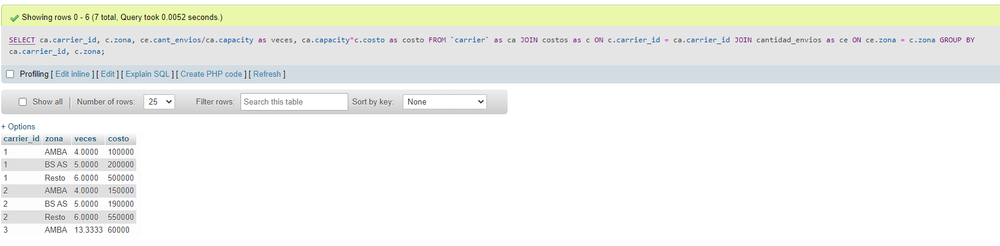 Showing rows 0 - 6 (7 total, Query took 0.0052 seconds.)
SELECT ca.carrier_id, c.zona, ce.cant_envios/ca.capacity as veces, ca.capacity*c.costo as costo FROM `carrier` as ca JOIN costos as c ON c.carrier_id = ca.carrier_id JOIN cantidad_envios as ce ON ce.zona = c.zona GROUP BY
ca.carrier_id, c.zona;
Profiling [ Edit inline ] [ Edit ] [ Explain SQL ] [ Create PHP code ] [ Refresh ]
Show all | Number of rows: 25 Filter rows: Search this table Sort by key: None
+ Options
carrier_id zona veces costo
1 AMBA 4.0000 100000
1 BS AS 5.0000 200000
1 Resto 6.0000 500000
2 AMBA 4.0000 150000
2 BS AS 5.0000 190000
2 Resto 6.0000 550000
3 AMBA 13.3333 60000